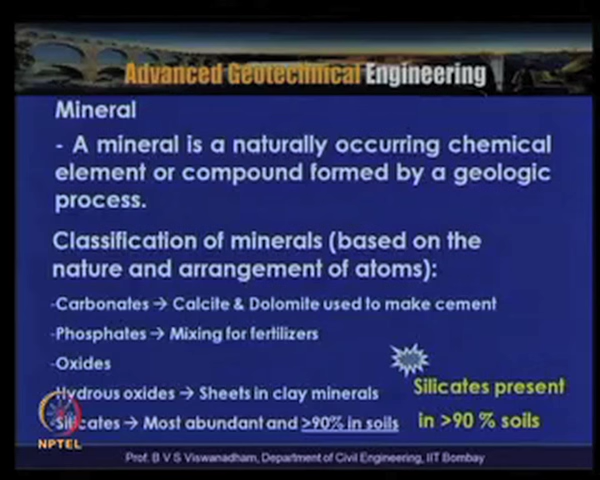 Advanced Geotechnical Engineering
Mineral
- A mineral is a naturally occurring chemical
element or compound formed by a geologic
process.
Classification of minerals (based on the
nature and arrangement of atoms):
-Carbonates → Calcite & Dolomite used to make cement
-Phosphates → Mixing for fertilizers
-Oxides
-Hydrous oxides → Sheets in clay minerals
-Silicates → Most abundant and >90% in soils
Silicates present
in >90 % soils
NPTEL
Prof. B V S Viswanadham, Department of Civil Engineering, IIT Bombay